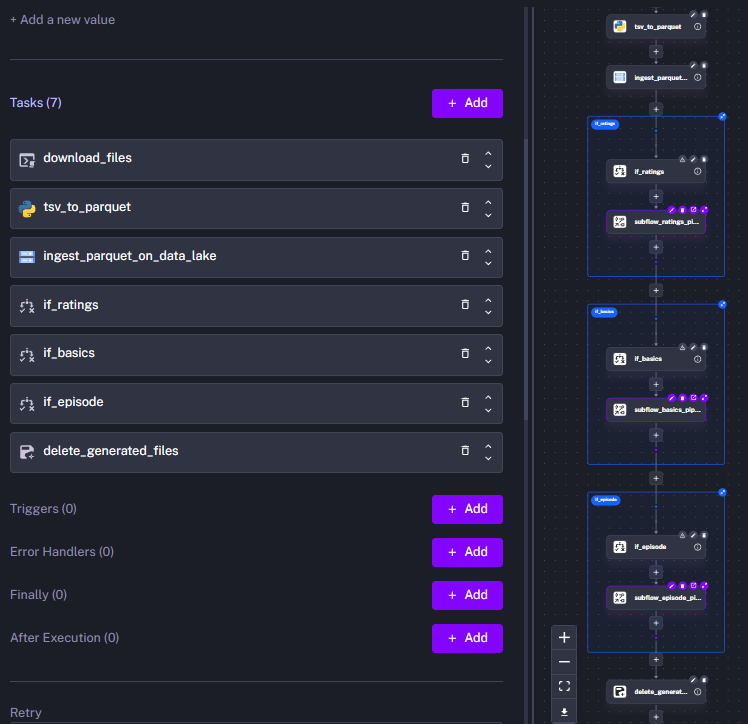 + Add a new value
Tasks (7)
+ Add
download_files
tsv_to_parquet
ingest_parquet_on_data_lake
if_ratings
if_basics
if_episode
delete_generated_files
Triggers (0)
+ Add
Error Handlers (0)
+ Add
Finally (0)
+ Add
After Execution (0)
+ Add
Retry
tsv_to_parquet
ingest_parquet...
if_ratings
if_ratings
subflow_ratings_pi...
if_basics
if_basics
subflow_basics_pip...
if_episode
if_episode
subflow_episode_pi...
delete_generat...